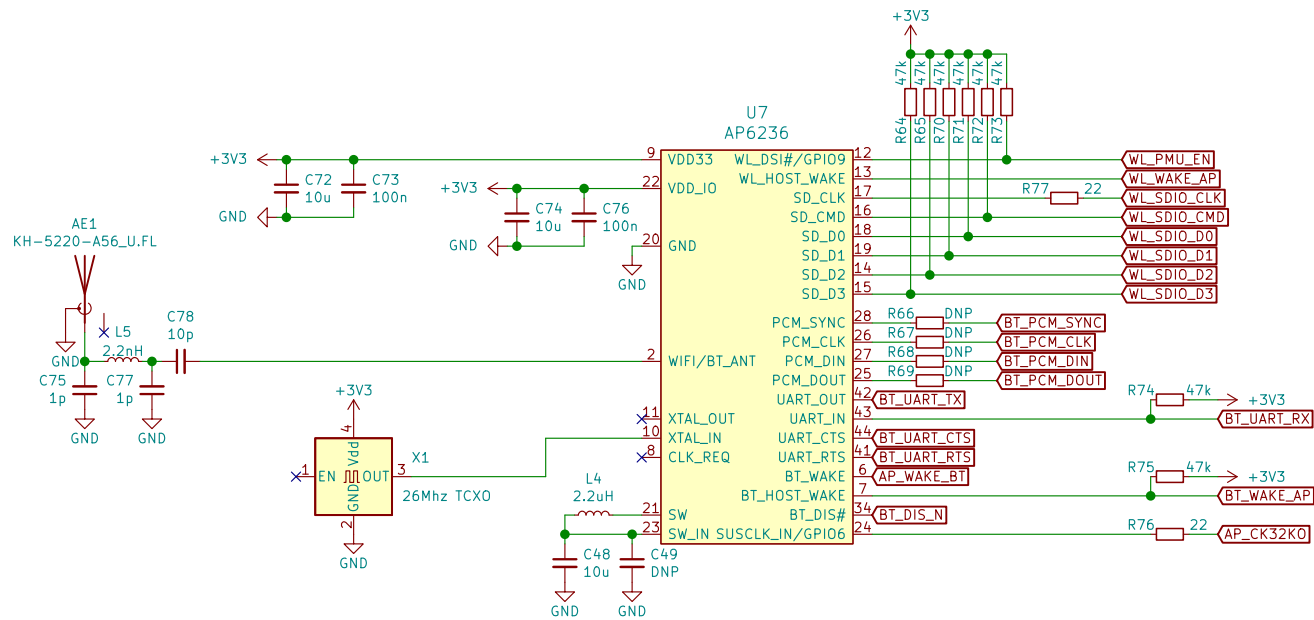 +3V3
47k 47k 47k 47k 47k 47k
R64 R65 R70 R71 R72 R73
U7
AP6236
+3V3
9 VDD33
WL_DSI#/GPIO9 12
WL_PMU_EN
C72
10u
C73
100n
GND
+3V3
22 VDD_IO
WL_HOST_WAKE 13
WL_WAKE_AP
SD_CLK 17
R77 22
WL_SDIO_CLK
C74
10u
C76
100n
GND
SD_CMD 16
WL_SDIO_CMD
SD_D0 18
WL_SDIO_D0
20 GND
GND
SD_D1 19
WL_SDIO_D1
SD_D2 14
WL_SDIO_D2
SD_D3 15
WL_SDIO_D3
AE1
KH-5220-A56_U.FL
GND
L5
2.2nH
C78
10p
C75
1p
C77
1p
GND
GND
2 WIFI/BT_ANT
PCM_SYNC 28
R66 DNP
BT_PCM_SYNC
PCM_CLK 26
R67 DNP
BT_PCM_CLK
PCM_DIN 27
R68 DNP
BT_PCM_DIN
PCM_DOUT 25
R69 DNP
BT_PCM_DOUT
UART_OUT 42
BT_UART_TX
R74 47k
+3V3
11 XTAL_OUT
UART_IN 43
BT_UART_RX
10 XTAL_IN
UART_CTS 44
BT_UART_CTS
8 CLK_REQ
UART_RTS 41
BT_UART_RTS
+3V3
4
Vdd
X1
1 EN
OUT 3
26Mhz TCXO
GND
2
GND
BT_WAKE 6
AP_WAKE_BT
R75 47k
+3V3
BT_HOST_WAKE 7
BT_WAKE_AP
L4
2.2uH
21 SW
BT_DIS# 34
BT_DIS_N
23 SW_IN
SUSCLK_IN/GPIO6 24
R76 22
AP_CK32KO
C48
10u
C49
DNP
GND
GND